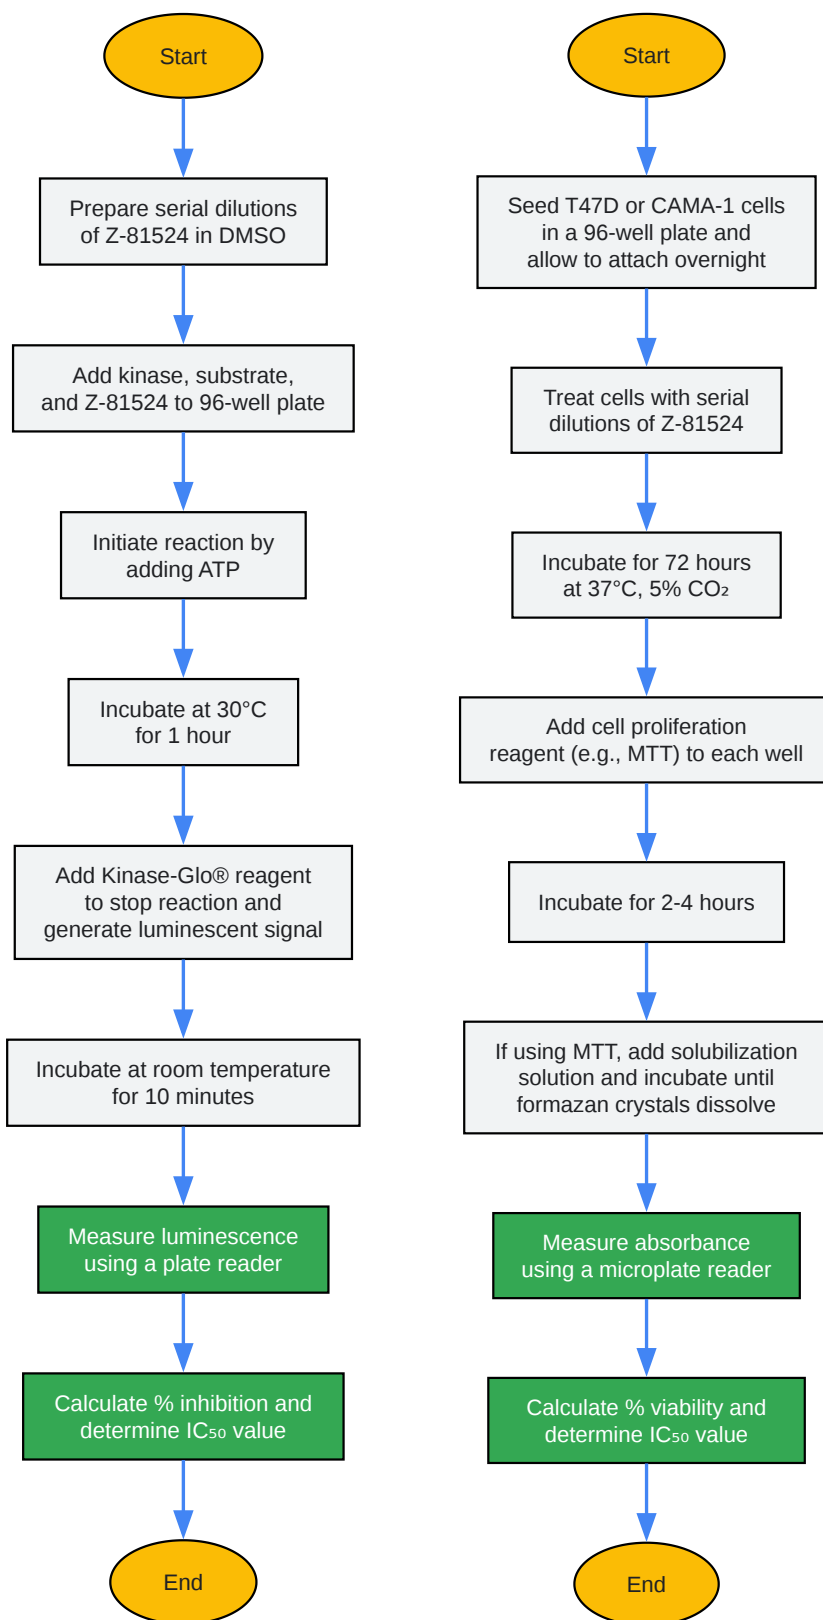 Start
Prepare serial dilutions
of Z-81524 in DMSO
Add kinase, substrate,
and Z-81524 to 96-well plate
Initiate reaction by
adding ATP
Incubate at 30°C
for 1 hour
Add Kinase-Glo® reagent
to stop reaction and
generate luminescent signal
Incubate at room temperature
for 10 minutes
Measure luminescence
using a plate reader
Calculate % inhibition and
determine IC₅₀ value
End
Start
Seed T47D or CAMA-1 cells
in a 96-well plate and
allow to attach overnight
Treat cells with serial
dilutions of Z-81524
Incubate for 72 hours
at 37°C, 5% CO₂
Add cell proliferation
reagent (e.g., MTT) to each well
Incubate for 2-4 hours
If using MTT, add solubilization
solution and incubate until
formazan crystals dissolve
Measure absorbance
using a microplate reader
Calculate % viability and
determine IC₅₀ value
End